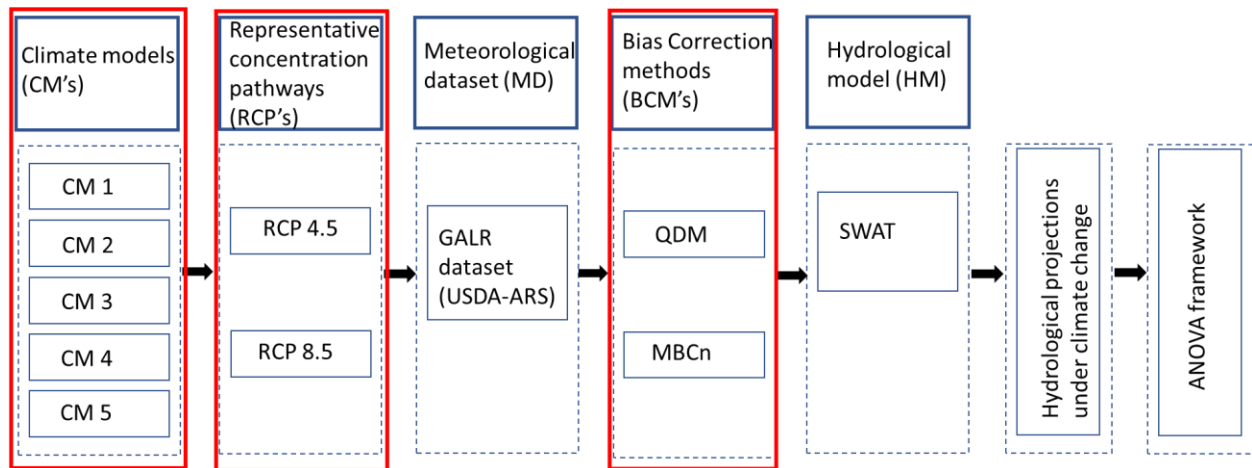 Climate models
(CM's)
Representative
concentration
pathways
(RCP's)
Meteorological
dataset (MD)
Bias Correction
methods
(BCM's)
Hydrological
model (HM)
CM 1
CM 2
CM 3
CM 4
CM 5
RCP 4.5
RCP 8.5
GALR
dataset
(USDA-ARS)
QDM
MBCn
SWAT
Hydrological projections
under climate change
ANOVA framework